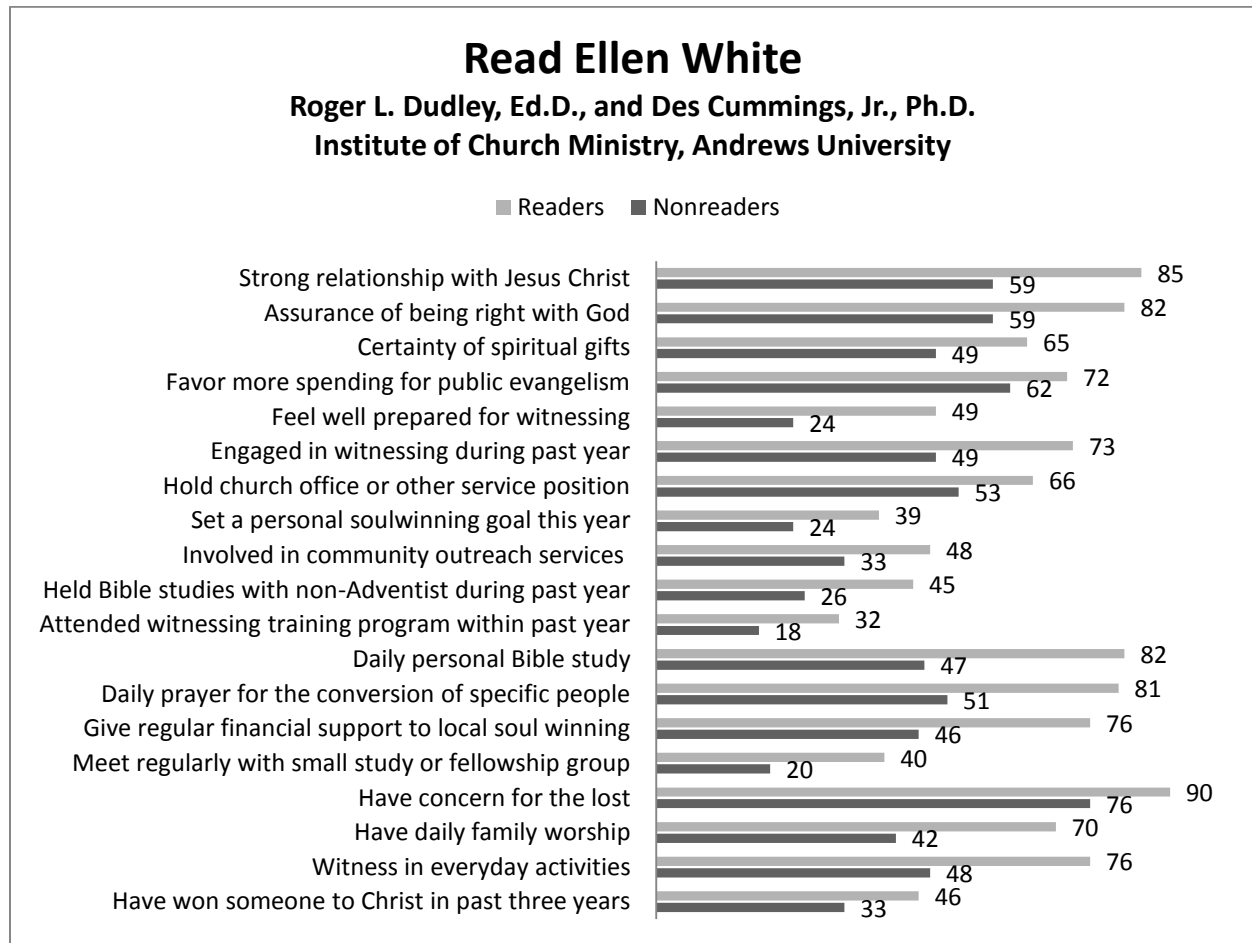 Read Ellen White
Roger L. Dudley, Ed.D., and Des Cummings, Jr., Ph.D.
Institute of Church Ministry, Andrews University
Readers Nonreaders
Strong relationship with Jesus Christ 85
59
Assurance of being right with God 82
59
Certainty of spiritual gifts 65
49
Favor more spending for public evangelism 72
62
Feel well prepared for witnessing 49
24
Engaged in witnessing during past year 73
49
Hold church office or other service position 66
53
Set a personal soulwinning goal this year 39
24
Involved in community outreach services 48
33
Held Bible studies with non-Adventist during past year 45
26
Attended witnessing training program within past year 32
18
Daily personal Bible study 82
47
Daily prayer for the conversion of specific people 81
51
Give regular financial support to local soul winning 76
46
Meet regularly with small study or fellowship group 40
20
Have concern for the lost 90
76
Have daily family worship 70
42
Witness in everyday activities 76
48
Have won someone to Christ in past three years 46
33